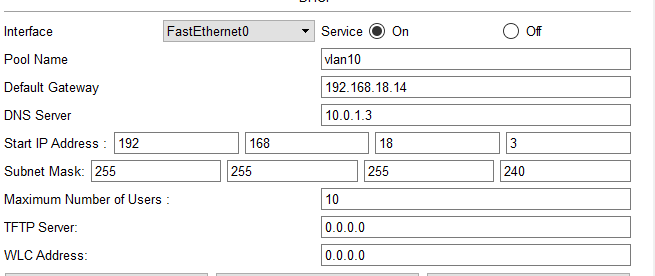 Interface FastEthernet0 Service On Off
Pool Name vlan10
Default Gateway 192.168.18.14
DNS Server 10.0.1.3
Start IP Address : 192 168 18 3
Subnet Mask: 255 255 255 240
Maximum Number of Users : 10
TFTP Server: 0.0.0.0
WLC Address: 0.0.0.0